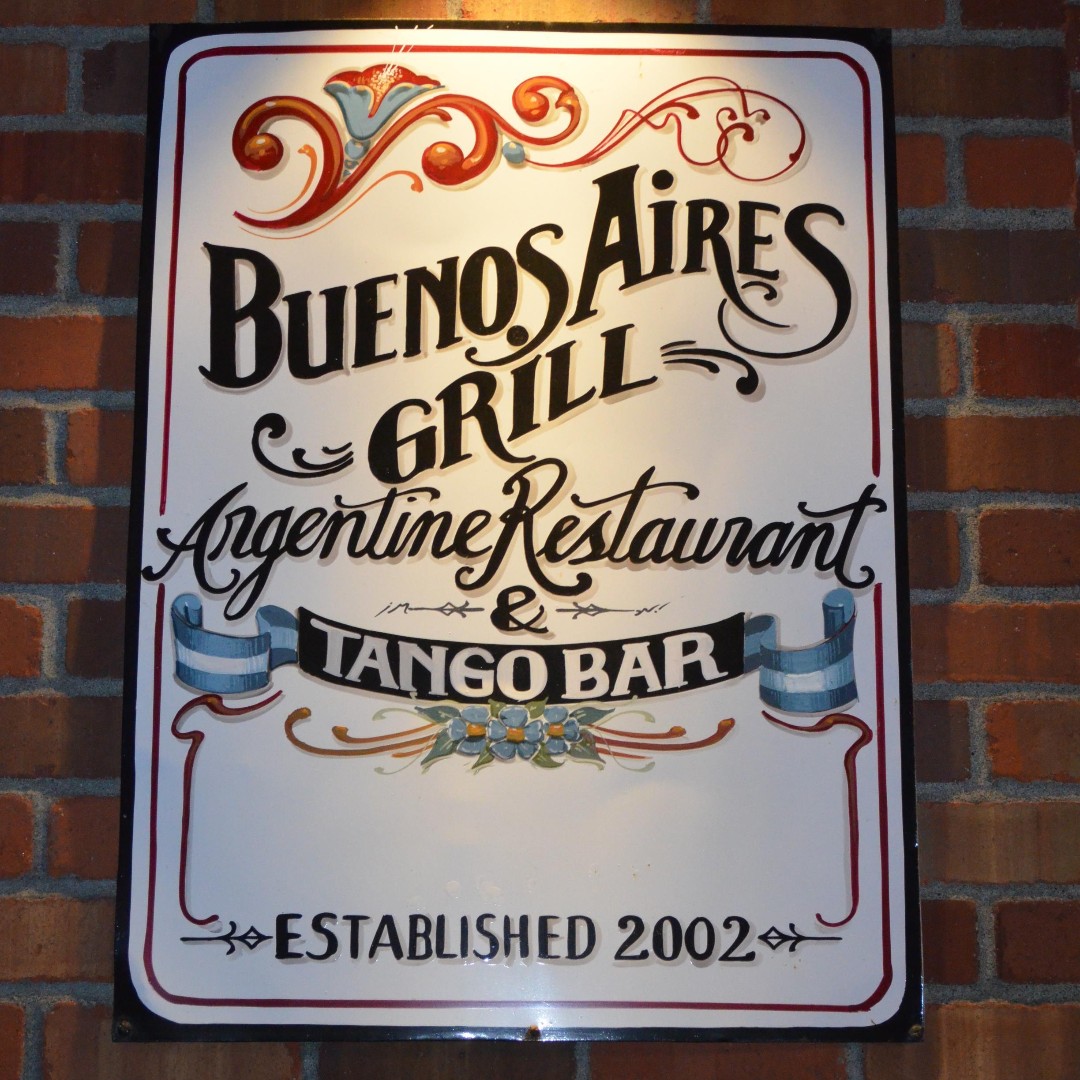 BUENOS AIRES
GRILL
Argentine Restaurant
&
TANGO BAR
ESTABLISHED 2002